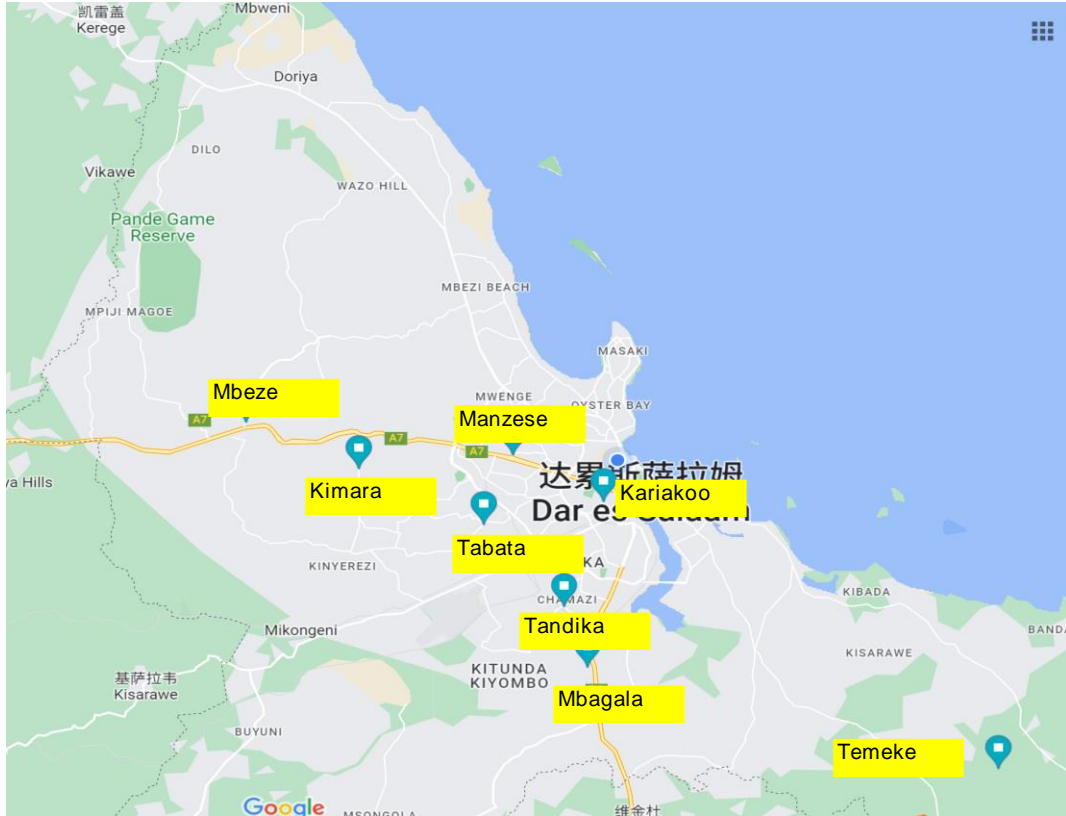 凯雷盖
Kerege
Mbweni
Doriya
DILO
Vikawe
WAZO HILL
Pande Game
Reserve
MBEZI BEACH
MPIJI MAGOE
MASAKI
Mbeze
MWENGE
OYSTER BAY
A7
Manzese
A7
A7
ya Hills
Kimara
达累斯萨拉姆
Kariakoo
Dar es Salaam
Tabata
KA
KINYEREZI
CHAMAZI
KIBADA
Tandika
Mikongeni
BANDA
KISARAWE
KITUNDA
KIYOMBO
基萨拉韦
Kisarawe
Mbagala
BUYUNI
Temeke
Google
MSONGOLA
维金杜